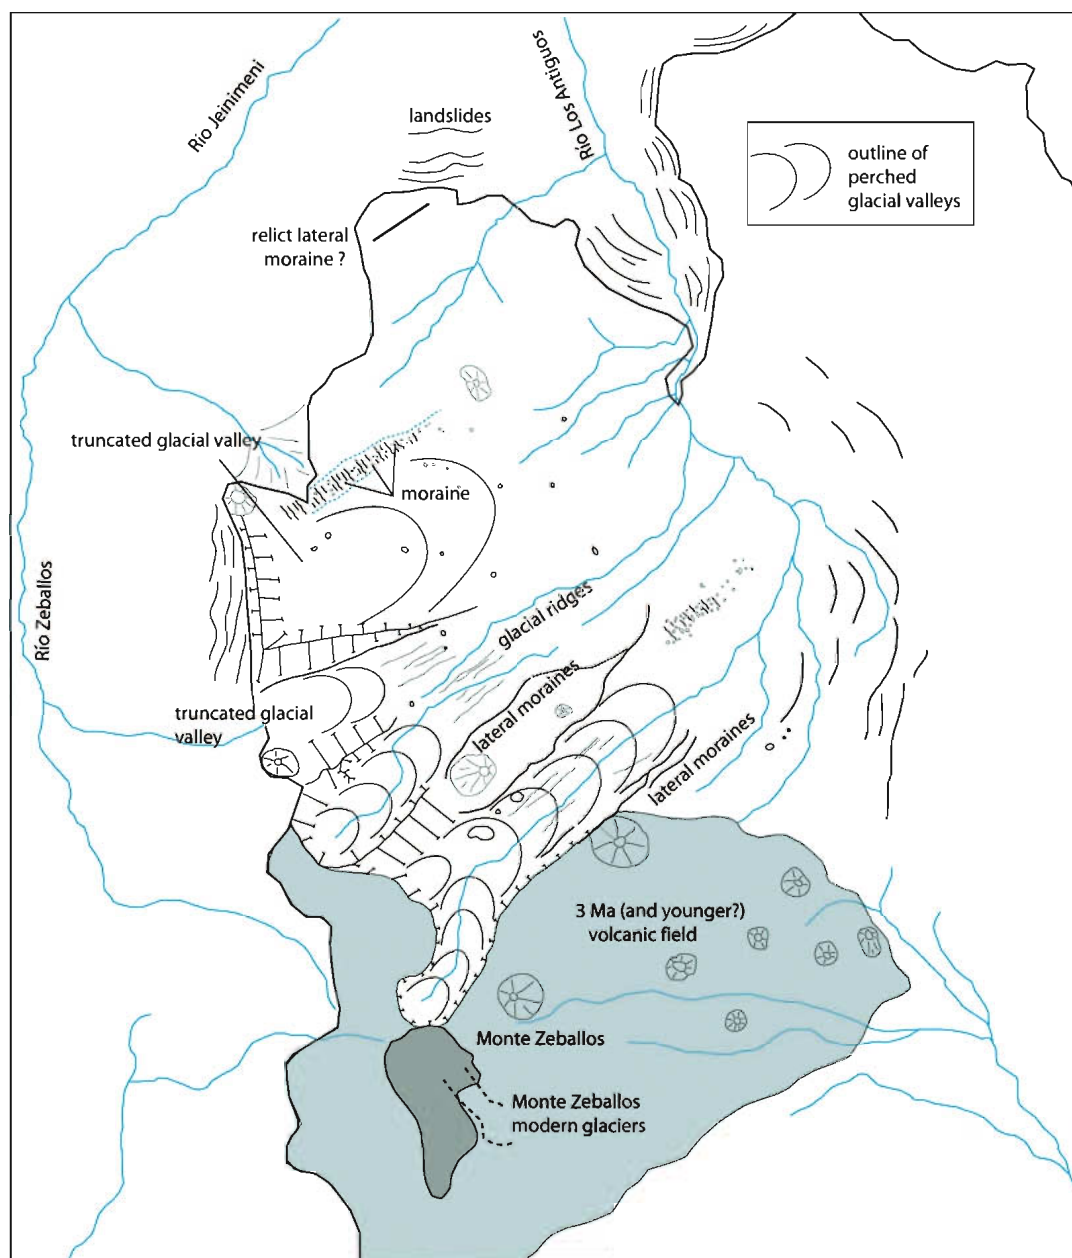 Río Jeinimeni
Río Los Antiguos
landslides
outline of
perched
glacial valleys
relict lateral
moraine ?
truncated glacial valley
moraine
Río Zeballos
glacial ridges
lateral moraines
truncated glacial
valley
lateral moraines
3 Ma (and younger?)
volcanic field
Monte Zeballos
Monte Zeballos
modern glaciers